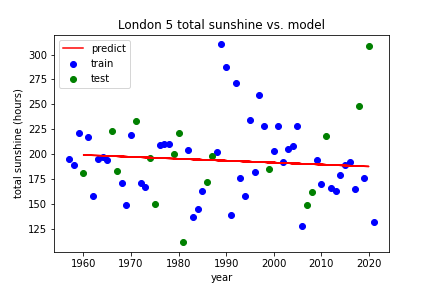 London 5 total sunshine vs. model
predict
train
test
total sunshine (hours)
300
275
250
225
200
175
150
125
1960
1970
1980
1990
2000
2010
2020
year